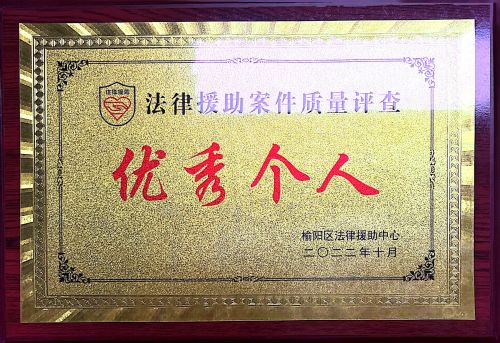 法律援助
法律援助案件质量评查
优秀个人
榆阳区法律援助中心
二〇二二年十月